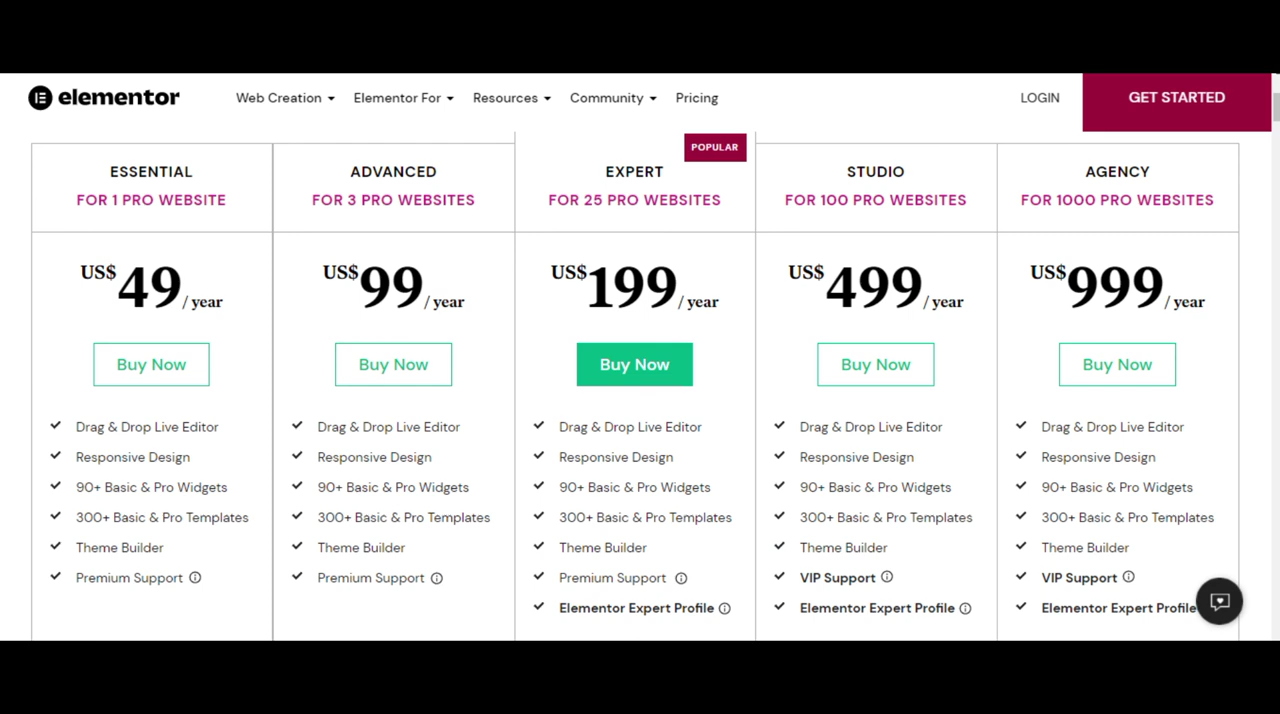 elementor
Web Creation
Elementor For
Resources
Community
Pricing
LOGIN
GET STARTED
ESSENTIAL
FOR 1 PRO WEBSITE
US$49/ year
Buy Now
Drag & Drop Live Editor
Responsive Design
90+ Basic & Pro Widgets
300+ Basic & Pro Templates
Theme Builder
Premium Support
ADVANCED
FOR 3 PRO WEBSITES
US$99/ year
Buy Now
Drag & Drop Live Editor
Responsive Design
90+ Basic & Pro Widgets
300+ Basic & Pro Templates
Theme Builder
Premium Support
POPULAR
EXPERT
FOR 25 PRO WEBSITES
US$199/ year
Buy Now
Drag & Drop Live Editor
Responsive Design
90+ Basic & Pro Widgets
300+ Basic & Pro Templates
Theme Builder
Premium Support
Elementor Expert Profile
STUDIO
FOR 100 PRO WEBSITES
US$499/ year
Buy Now
Drag & Drop Live Editor
Responsive Design
90+ Basic & Pro Widgets
300+ Basic & Pro Templates
Theme Builder
VIP Support
Elementor Expert Profile
AGENCY
FOR 1000 PRO WEBSITES
US$999/ year
Buy Now
Drag & Drop Live Editor
Responsive Design
90+ Basic & Pro Widgets
300+ Basic & Pro Templates
Theme Builder
VIP Support
Elementor Expert Profile